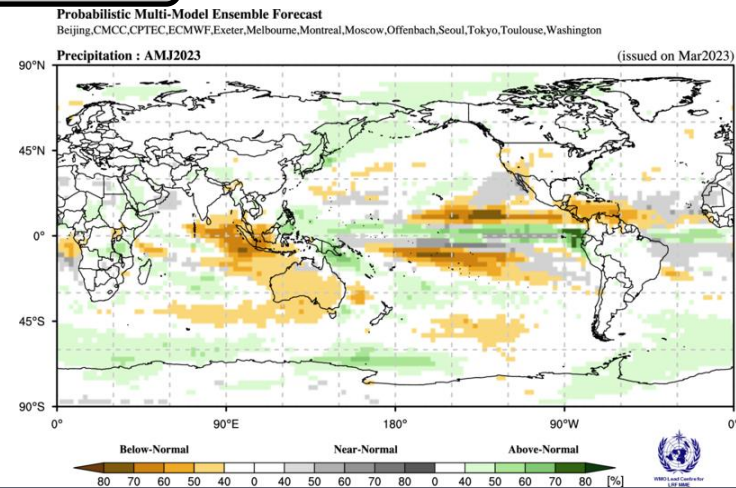 Probabilistic Multi-Model Ensemble Forecast
Beijing,CMCC,CPTEC,ECMWF,Exeter,Melbourne,Montreal,Moscow,Offenbach,Seoul,Tokyo,Toulouse,Washington
Precipitation : AMJ2023 (issued on Mar2023)
90°N
45°N
0°
45°S
90°S
0° 90°E 180° 90°W 0°
Below-Normal Near-Normal Above-Normal
80 70 60 50 40 0 40 50 60 70 80 0 40 50 60 70 80 [%]
WMO Lead Centre for
LRF MME